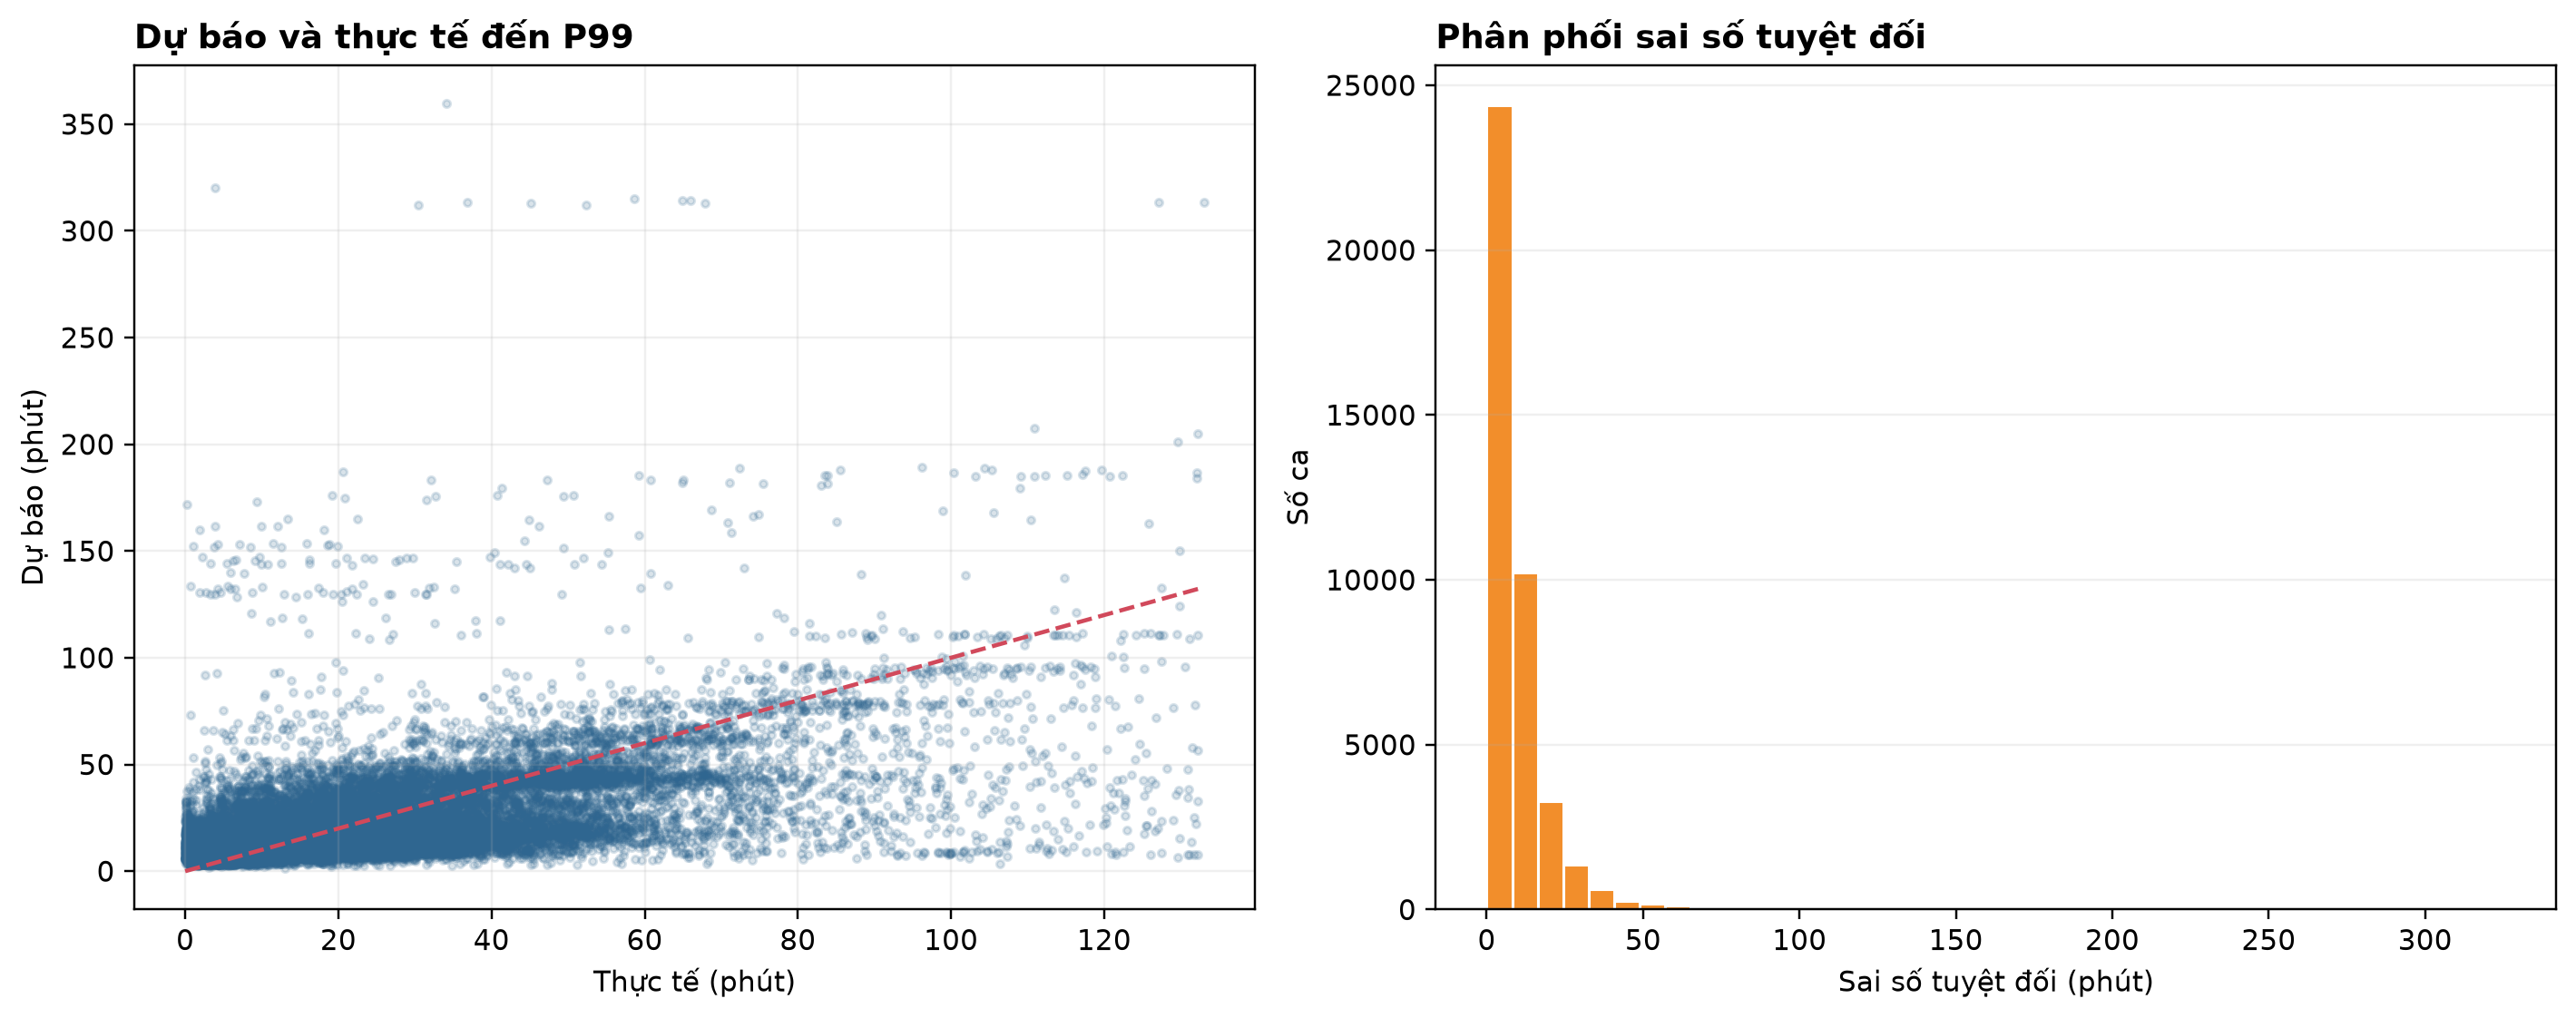 Dự báo và thực tế đến P99
350
300
250
200
150
100
50
0
Dự báo (phút)
0 20 40 60 80 100 120
Thực tế (phút)
Phân phối sai số tuyệt đối
25000
20000
15000
10000
5000
0
Số ca
0 50 100 150 200 250 300
Sai số tuyệt đối (phút)